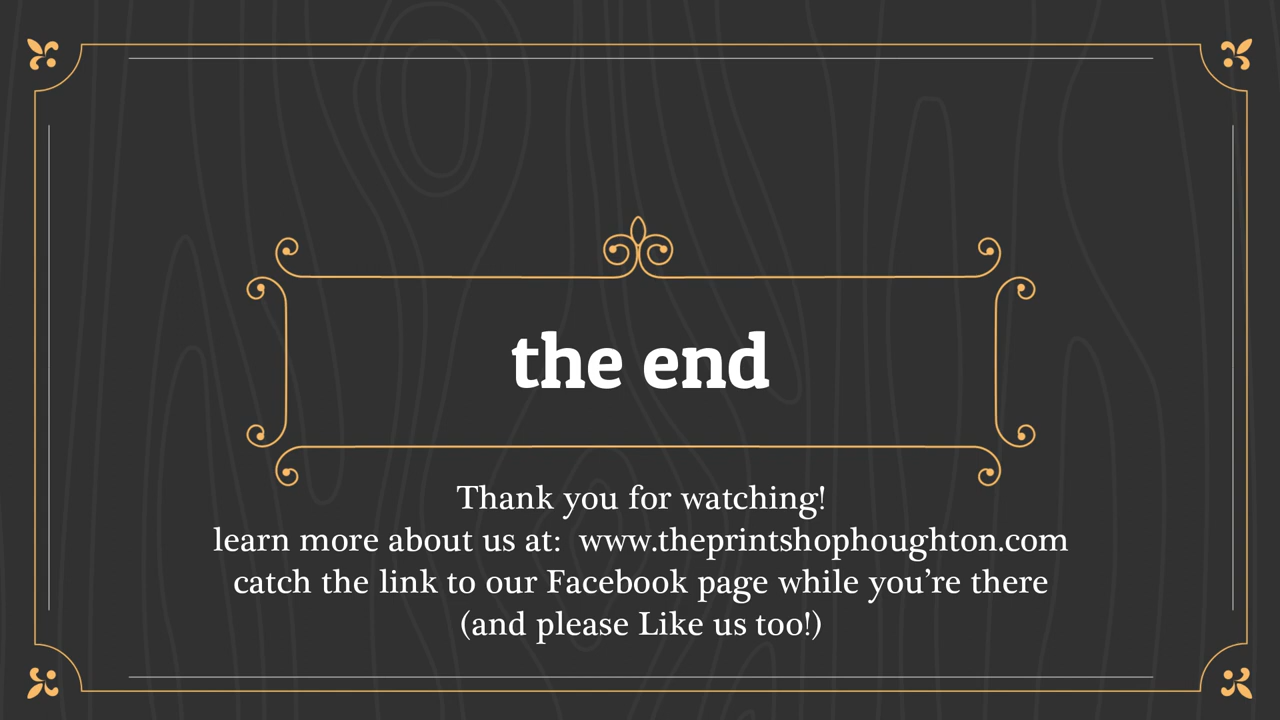 the end
Thank you for watching!
learn more about us at:  www.theprintshophoughton.com
catch the link to our Facebook page while you’re there
(and please Like us too!)